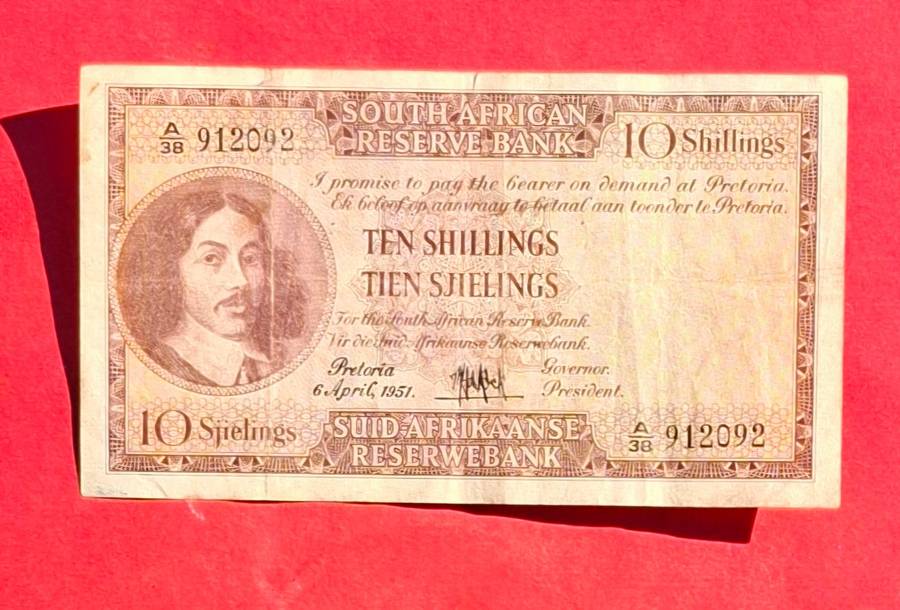 SOUTH AFRICAN
RESERVE BANK
A/38 912092
10 Shillings
I promise to pay the bearer on demand at Pretoria.
Ek beloof op aanvraag te betaal aan toonder te Pretoria.
TEN SHILLINGS
TIEN SJIELINGS
For the South African Reserve Bank.
Vir die Suid-Afrikaanse Reserwebank.
Pretoria
6 April, 1951.
Governor.
President.
10 Sjielings
SUID-AFRIKAANSE
RESERWEBANK
A/38 912092